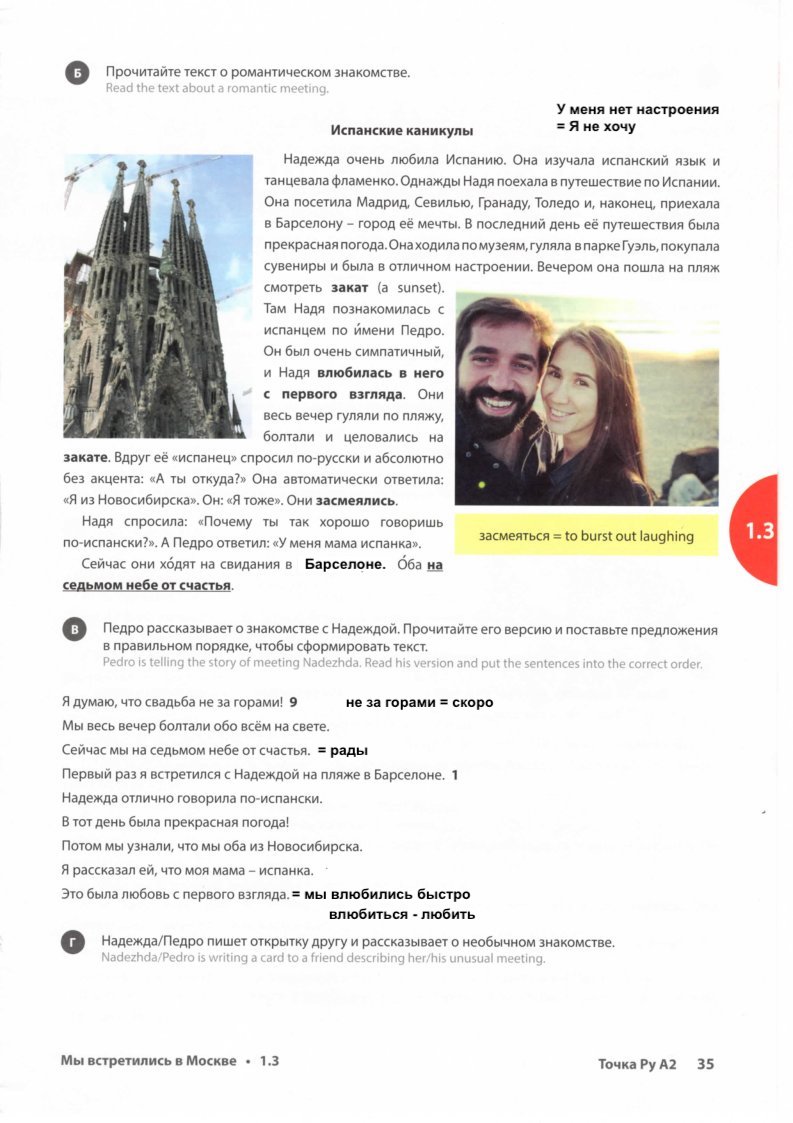 Б
Прочитайте текст о романтическом знакомстве.
Read the text about a romantic meeting.
У меня нет настроения
= Я не хочу
Испанские каникулы
Надежда очень любила Испанию. Она изучала испанский язык и
танцевала фламенко. Однажды Надя поехала в путешествие по Испании.
Она посетила Мадрид, Севилью, Гранаду, Толедо и, наконец, приехала
в Барселону – город её мечты. В последний день её путешествия была
прекрасная погода. Она ходила по музеям, гуляла в парке Гуэль, покупала
сувениры и была в отличном настроении. Вечером она пошла на пляж
смотреть закат (a sunset).
Там Надя познакомилась с
испанцем по и́мени Педро.
Он был очень симпатичный,
и Надя влюбилась в него
с первого взгляда. Они
весь вечер гуляли по пляжу,
болтали и целовались на
закате. Вдруг её «испанец» спросил по-русски и абсолютно
без акцента: «А ты откуда?» Она автоматически ответила:
«Я из Новосибирска». Он: «Я тоже». Они засмеялись.
Надя спросила: «Почему ты так хорошо говоришь
по-испански?». А Педро ответил: «У меня мама испанка».
Сейчас они хо́дят на свидания в Барселоне. О́ба на
седьмом небе от счастья.
засмеяться = to burst out laughing
1.3
В
Педро рассказывает о знакомстве с Надеждой. Прочитайте его версию и поставьте предложения
в правильном порядке, чтобы сформировать текст.
Pedro is telling the story of meeting Nadezhda. Read his version and put the sentences into the correct order.
Я думаю, что свадьба не за горами! 9 не за горами = скоро
Мы весь вечер болтали обо всём на свете.
Сейчас мы на седьмом небе от счастья. = рады
Первый раз я встретился с Надеждой на пляже в Барселоне. 1
Надежда отлично говорила по-испански.
В тот день была прекрасная погода!
Потом мы узнали, что мы оба из Новосибирска.
Я рассказал ей, что моя мама – испанка.
Это была любовь с первого взгляда. = мы влюбились быстро
влюбиться - любить
Г
Надежда/Педро пишет открытку другу и рассказывает о необычном знакомстве.
Nadezhda/Pedro is writing a card to a friend describing her/his unusual meeting.
Мы встретились в Москве • 1.3
Точка Ру А2 35